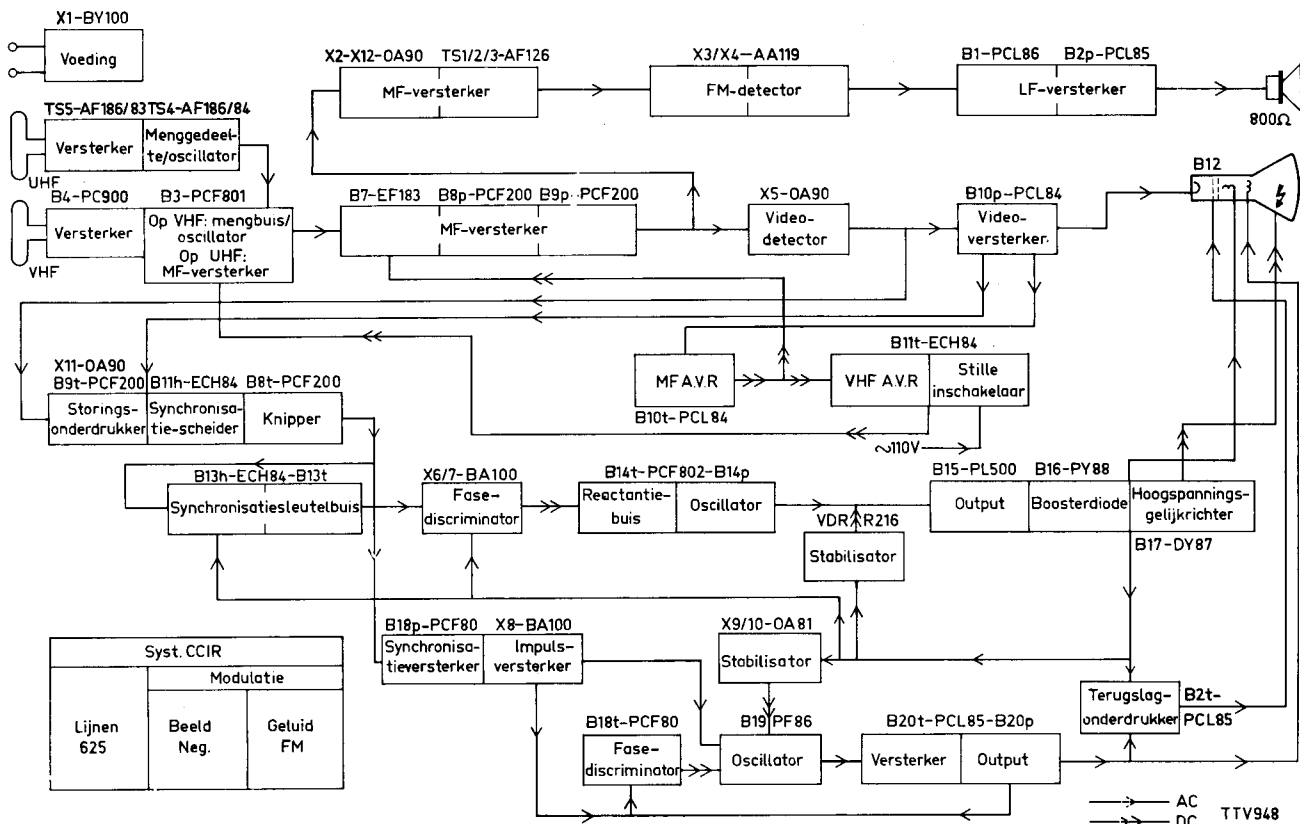 X1-BY100
Voeding
X2-X12-OA90 TS1/2/3-AF126
MF-versterker
X3/X4-AA119
FM-detector
B1-PCL86 B2p-PCL85
LF-versterker
800Ω
TS5-AF186/83 TS4-AF186/84
Versterker
Menggedeel-
te/oscillator
UHF
B4-PC900
Versterker
VHF
B3-PCF801
Op VHF: mengbuis/
oscillator
Op UHF:
MF-versterker
B7-EF183 B8p-PCF200 B9p-PCF200
MF-versterker
X5-OA90
Video-
detector
B10p-PCL84
Video-
versterker
B12
X11-OA90
B9t-PCF200
Storings-
onderdrukker
B11h-ECH84
Synchronisa-
tie-scheider
B8t-PCF200
Knipper
MF A.V.R
B10t-PCL84
B11t-ECH84
VHF A.V.R
Stille
inschakelaar
~110V
B13h-ECH84-B13t
Synchronisatiesleutelbuis
X6/7-BA100
Fase-
discriminator
B14t-PCF802-B14p
Reactantie-
buis
Oscillator
VDR R216
Stabilisator
B15-PL500
Output
B16-PY88
Boosterdiode
Hoogspannings-
gelijkrichter
B17-DY87
B18p-PCF80
Synchronisa-
tieversterker
X8-BA100
Impuls-
versterker
X9/10-OA81
Stabilisator
B18t-PCF80
Fase-
discriminator
B19 PF86
Oscillator
B20t-PCL85-B20p
Versterker
Output
Terugslag-
onderdrukker
B2t-
PCL85
Syst. CCIR
Modulatie
Lijnen
625
Beeld
Neg.
Geluid
FM
AC
DC
TTV948